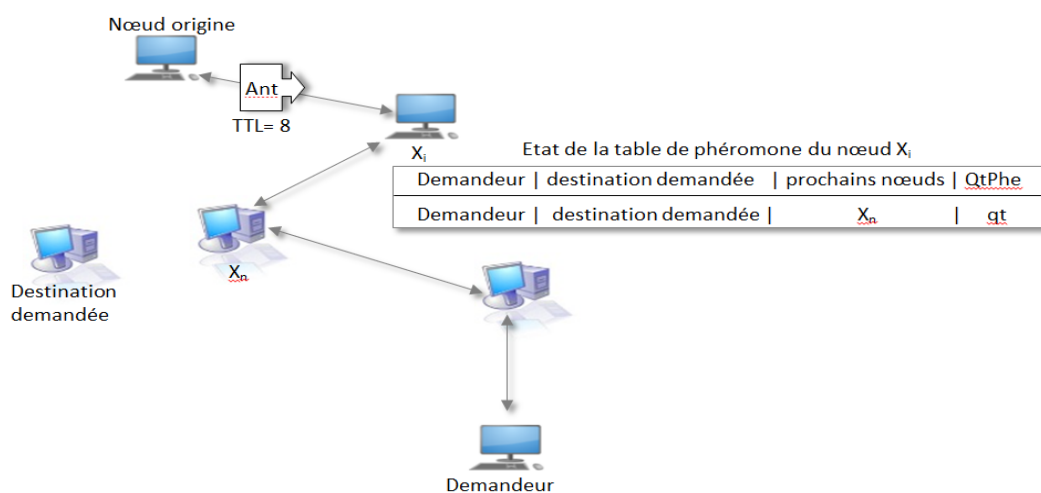 Nœud origine
Ant
TTL= 8
Xi
Etat de la table de phéromone du nœud Xi
Demandeur | destination demandée | prochains nœuds | QtPhe
Demandeur | destination demandée | Xn | qt
Xn
Destination
demandée
Demandeur